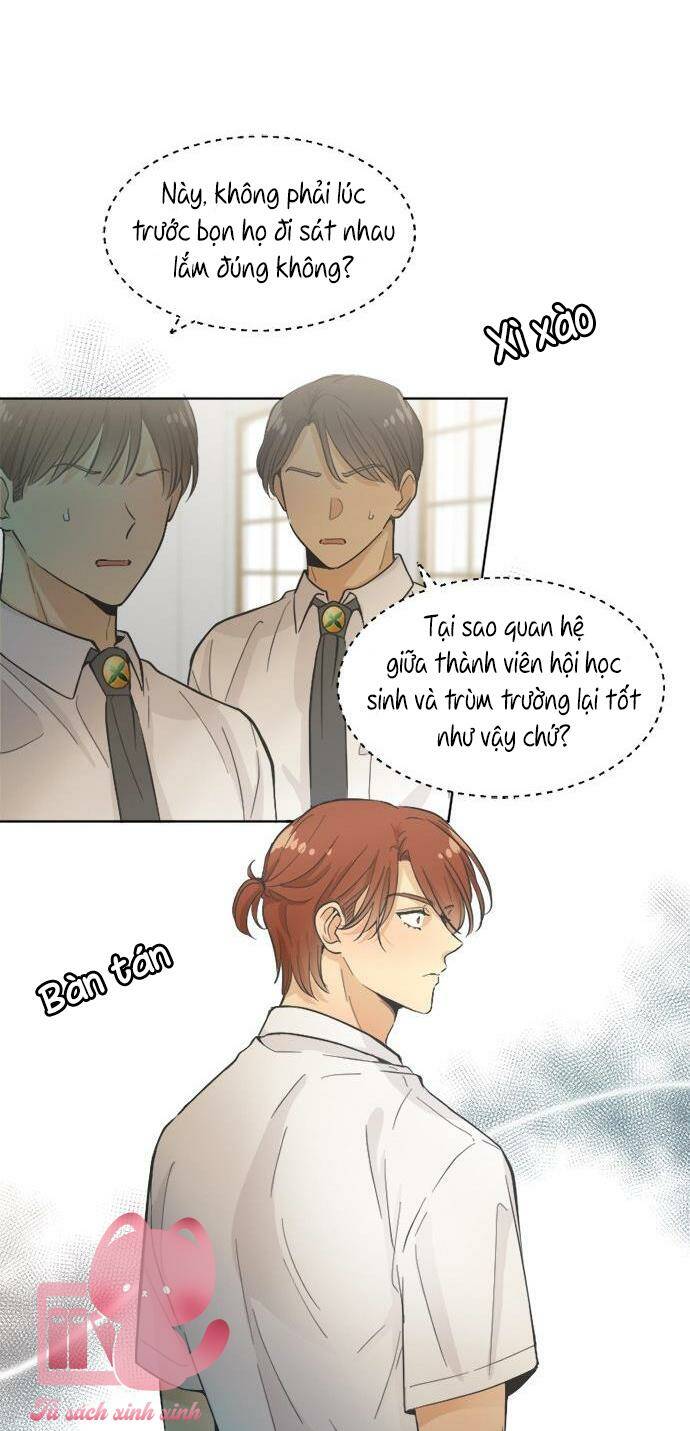 Này, không phải lúc
trước bọn họ đi sát nhau
lắm đúng không?
Xì xào
Tại sao quan hệ
giữa thành viên hội học
sinh và trùm trường lại tốt
như vậy chứ?
Bàn tán
Tủ sách xinh xinh